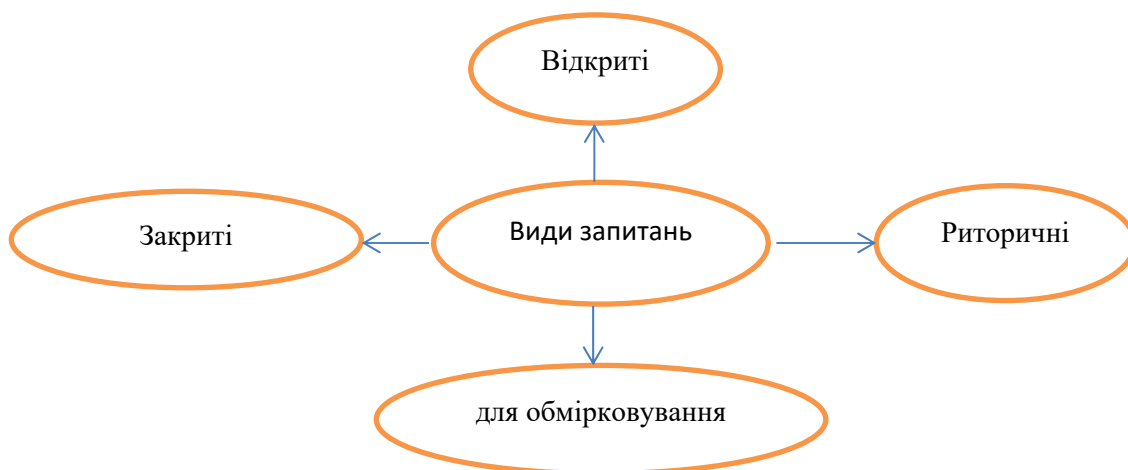 Відкриті
Закриті
Види запитань
Риторичні
для обмірковування